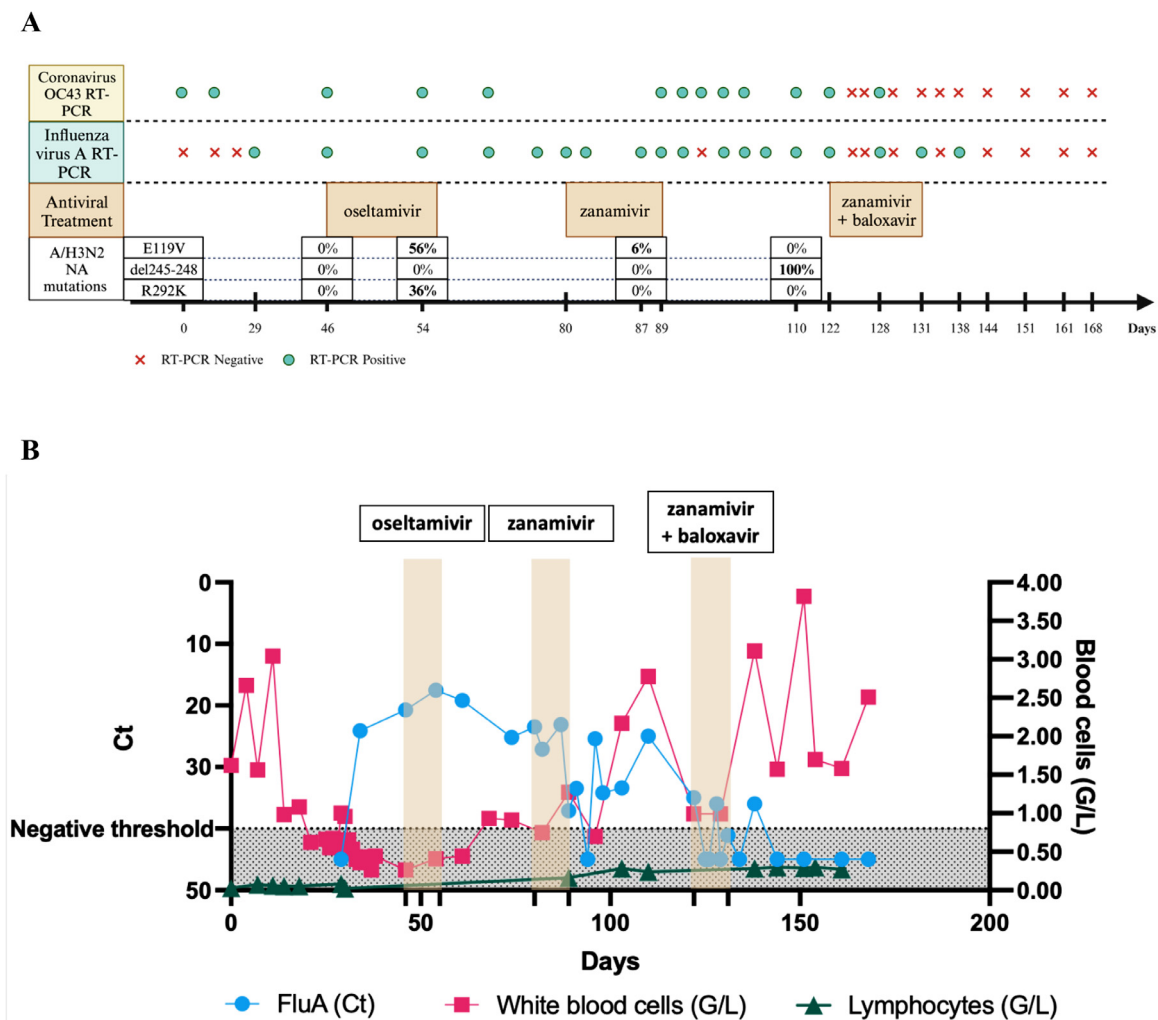 A
Coronavirus
OC43 RT-
PCR
Influenza
virus A RT-
PCR
Antiviral
Treatment
oseltamivir
zanamivir
zanamivir
+ baloxavir
A/H3N2
NA
mutations
E119V 0% 56% 6% 0%
del245-248 0% 0% 0% 100%
R292K 0% 36% 0% 0%
0 29 46 54 80 87 89 110 122 128 131 138 144 151 161 168 Days
RT-PCR Negative RT-PCR Positive
B
oseltamivir
zanamivir
zanamivir
+ baloxavir
0
10
20
30
Negative threshold
50
Ct
4.00
3.50
3.00
2.50
2.00
1.50
1.00
0.50
0.00
Blood cells (G/L)
0 50 100 150 200
Days
FluA (Ct) White blood cells (G/L) Lymphocytes (G/L)